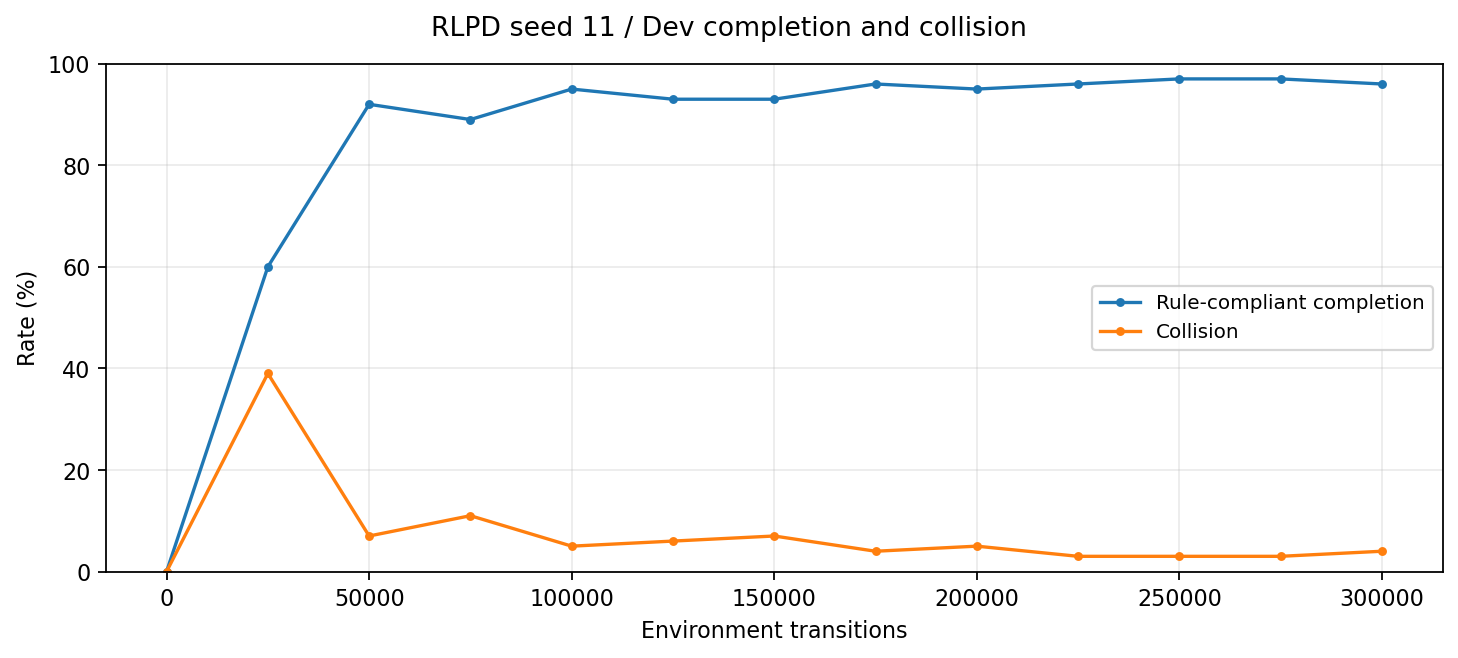 RLPD seed 11 / Dev completion and collision
100
80
60
40
20
0
Rate (%)
Rule-compliant completion
Collision
0 50000 100000 150000 200000 250000 300000
Environment transitions